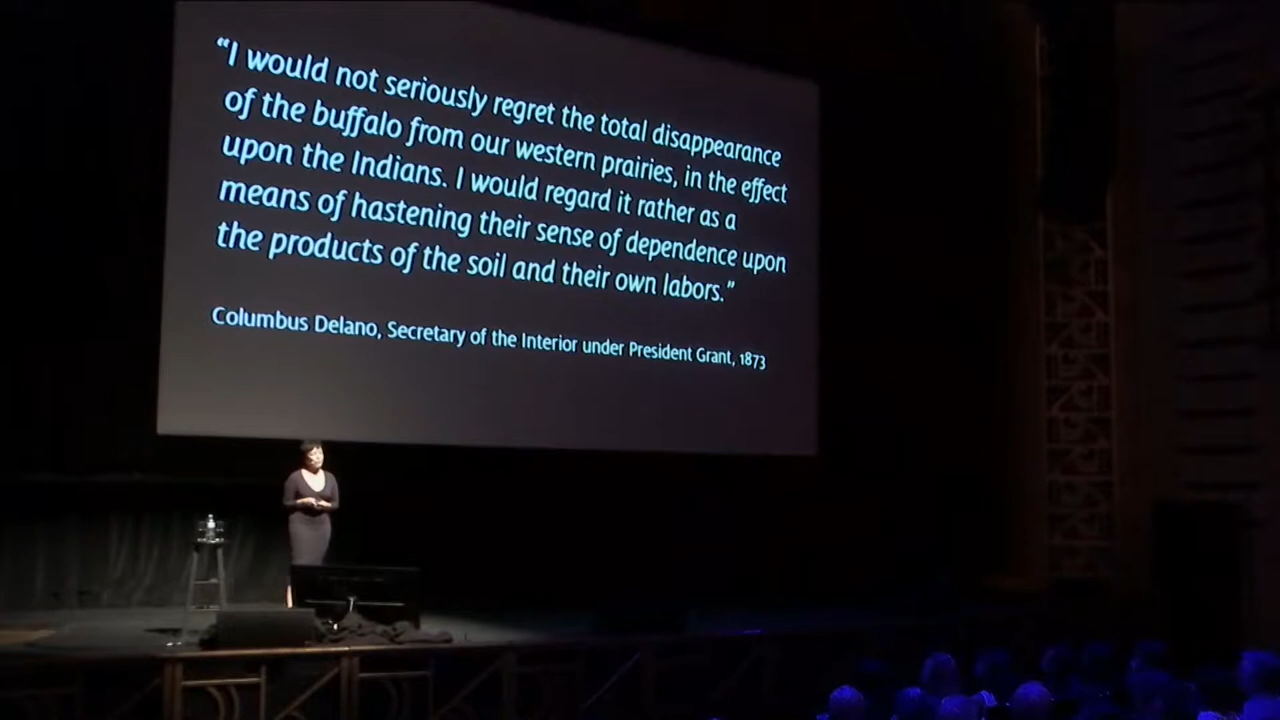 “I would not seriously regret the total disappearance
of the buffalo from our western prairies, in the effect
upon the Indians. I would regard it rather as a
means of hastening their sense of dependence upon
the products of the soil and their own labors.”
Columbus Delano, Secretary of the Interior under President Grant, 1873